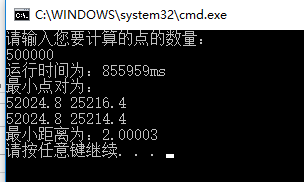 C:\WINDOWS\system32\cmd.exe
请输入您要计算的点的数量：
500000
运行时间为：855959ms
最小点对为：
52024.8 25216.4
52024.8 25214.4
最小距离为：2.00003
请按任意键继续. . .